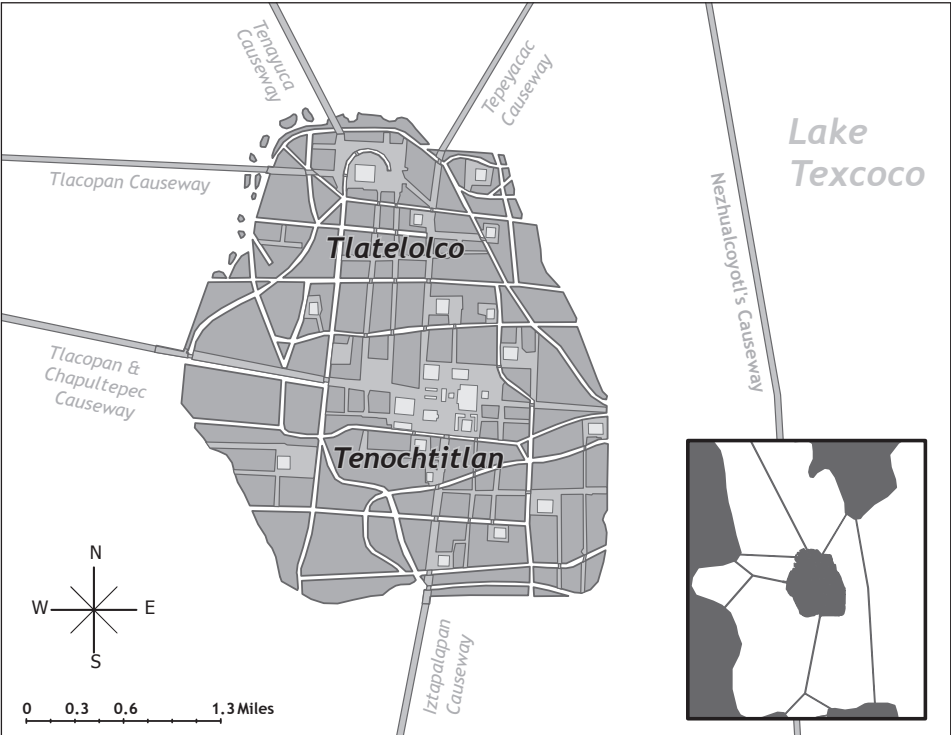 Tenayuca
Causeway
Tepeyacac
Causeway
Lake
Texcoco
Tlacopan Causeway
Nezhualcoyotl's Causeway
Tlatelolco
Tlacopan &
Chapultepec
Causeway
Tenochtitlan
N
W
E
S
Iztapalapan
Causeway
0 0.3 0.6 1.3 Miles